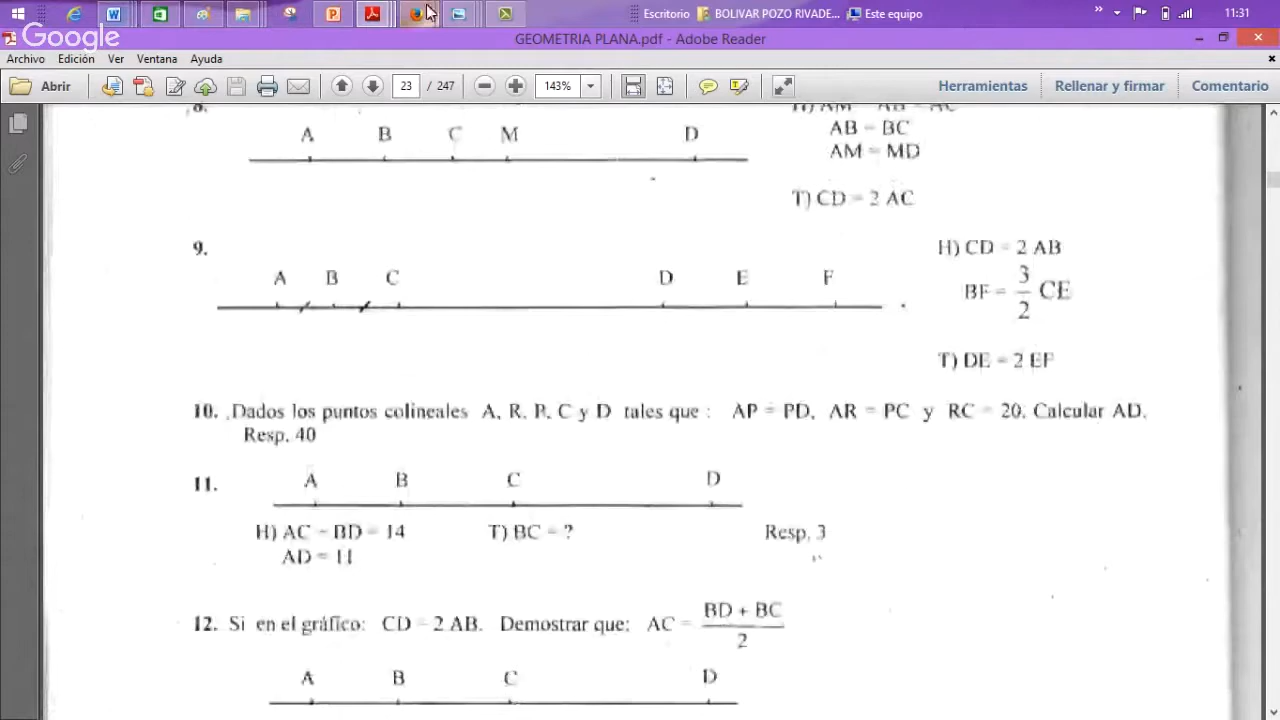 Escritorio
BOLIVAR POZO RIVADE...
Este equipo
»
11:31
Google
GEOMETRIA PLANA.pdf - Adobe Reader
Archivo Edición Ver Ventana Ayuda
Abrir
23 / 247
143%
Herramientas
Rellenar y firmar
Comentario
8.
H) AM - AB = AC
A B C M D
AB = BC
AM = MD
T) CD = 2 AC
9.
H) CD = 2 AB
A B C D E F
BF = 3/2 CE
T) DE = 2 EF
10. Dados los puntos colineales A, R, P, C y D tales que : AP = PD, AR = PC y RC = 20. Calcular AD.
Resp. 40
11.
A B C D
H) AC + BD = 14 T) BC = ? Resp. 3
AD = 11
12. Si en el gráfico: CD = 2 AB. Demostrar que: AC = BD + BC / 2
A B C D